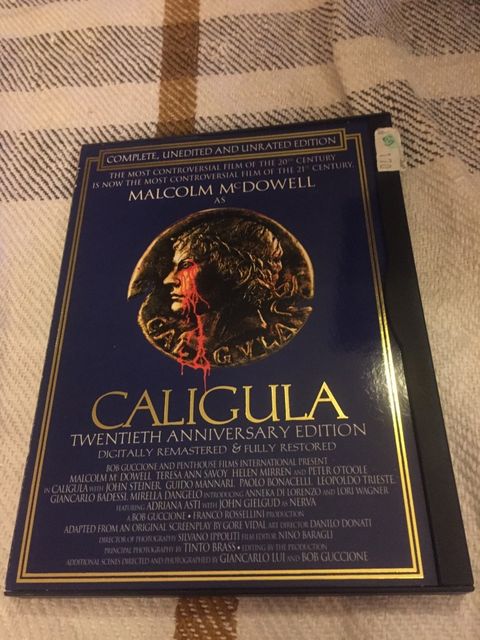 COMPLETE, UNEDITED AND UNRATED EDITION
THE MOST CONTROVERSIAL FILM OF THE 20TH CENTURY
IS NOW THE MOST CONTROVERSIAL FILM OF THE 21ST CENTURY.
MALCOLM McDOWELL
AS
CALIGULA
CALIGULA
TWENTIETH ANNIVERSARY EDITION
DIGITALLY REMASTERED & FULLY RESTORED
BOB GUCCIONE AND PENTHOUSE FILMS INTERNATIONAL PRESENT
MALCOLM McDOWELL TERESA ANN SAVOY HELEN MIRREN AND PETER O'TOOLE
IN CALIGULA WITH JOHN STEINER, GUIDO MANNARI, PAOLO BONACELLI, LEOPOLDO TRIESTE,
GIANCARLO BADESSI, MIRELLA DANGELO INTRODUCING ANNEKA DI LORENZO AND LORI WAGNER
FEATURING ADRIANA ASTI WITH JOHN GIELGUD AS NERVA
A BOB GUCCIONE • FRANCO ROSSELLINI PRODUCTION
ADAPTED FROM AN ORIGINAL SCREENPLAY BY GORE VIDAL ART DIRECTOR DANILO DONATI
DIRECTOR OF PHOTOGRAPHY SILVANO IPPOLITI FILM EDITOR NINO BARAGLI
PRINCIPAL PHOTOGRAPHY BY TINTO BRASS • EDITING BY THE PRODUCTION
ADDITIONAL SCENES DIRECTED AND PHOTOGRAPHED BY GIANCARLO LUI AND BOB GUCCIONE